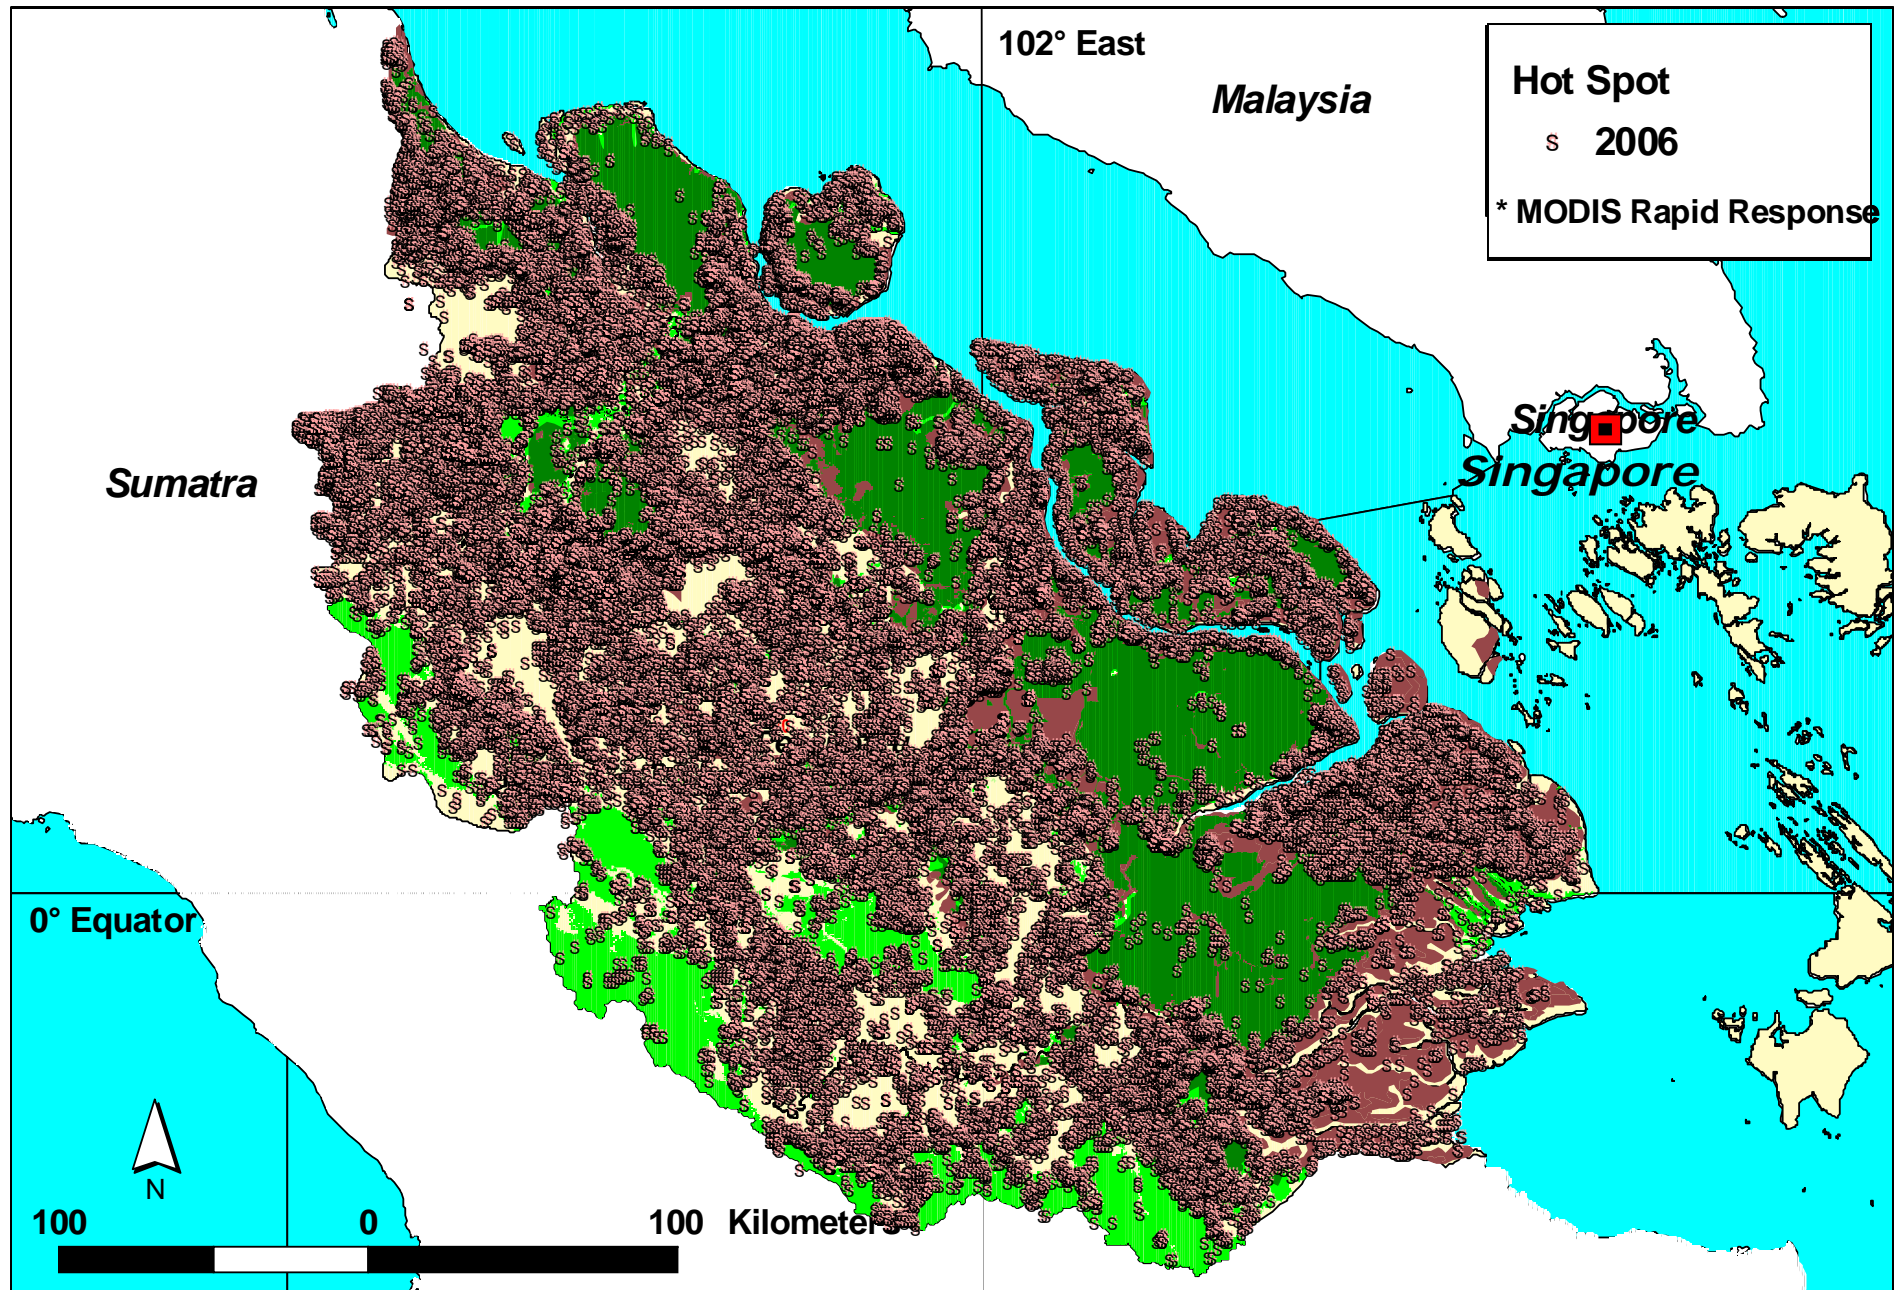 102° East
Malaysia
Hot Spot
S 2006
* MODIS Rapid Response
Singapore
Singapore
Sumatra
0° Equator
N
100 0 100 Kilometers